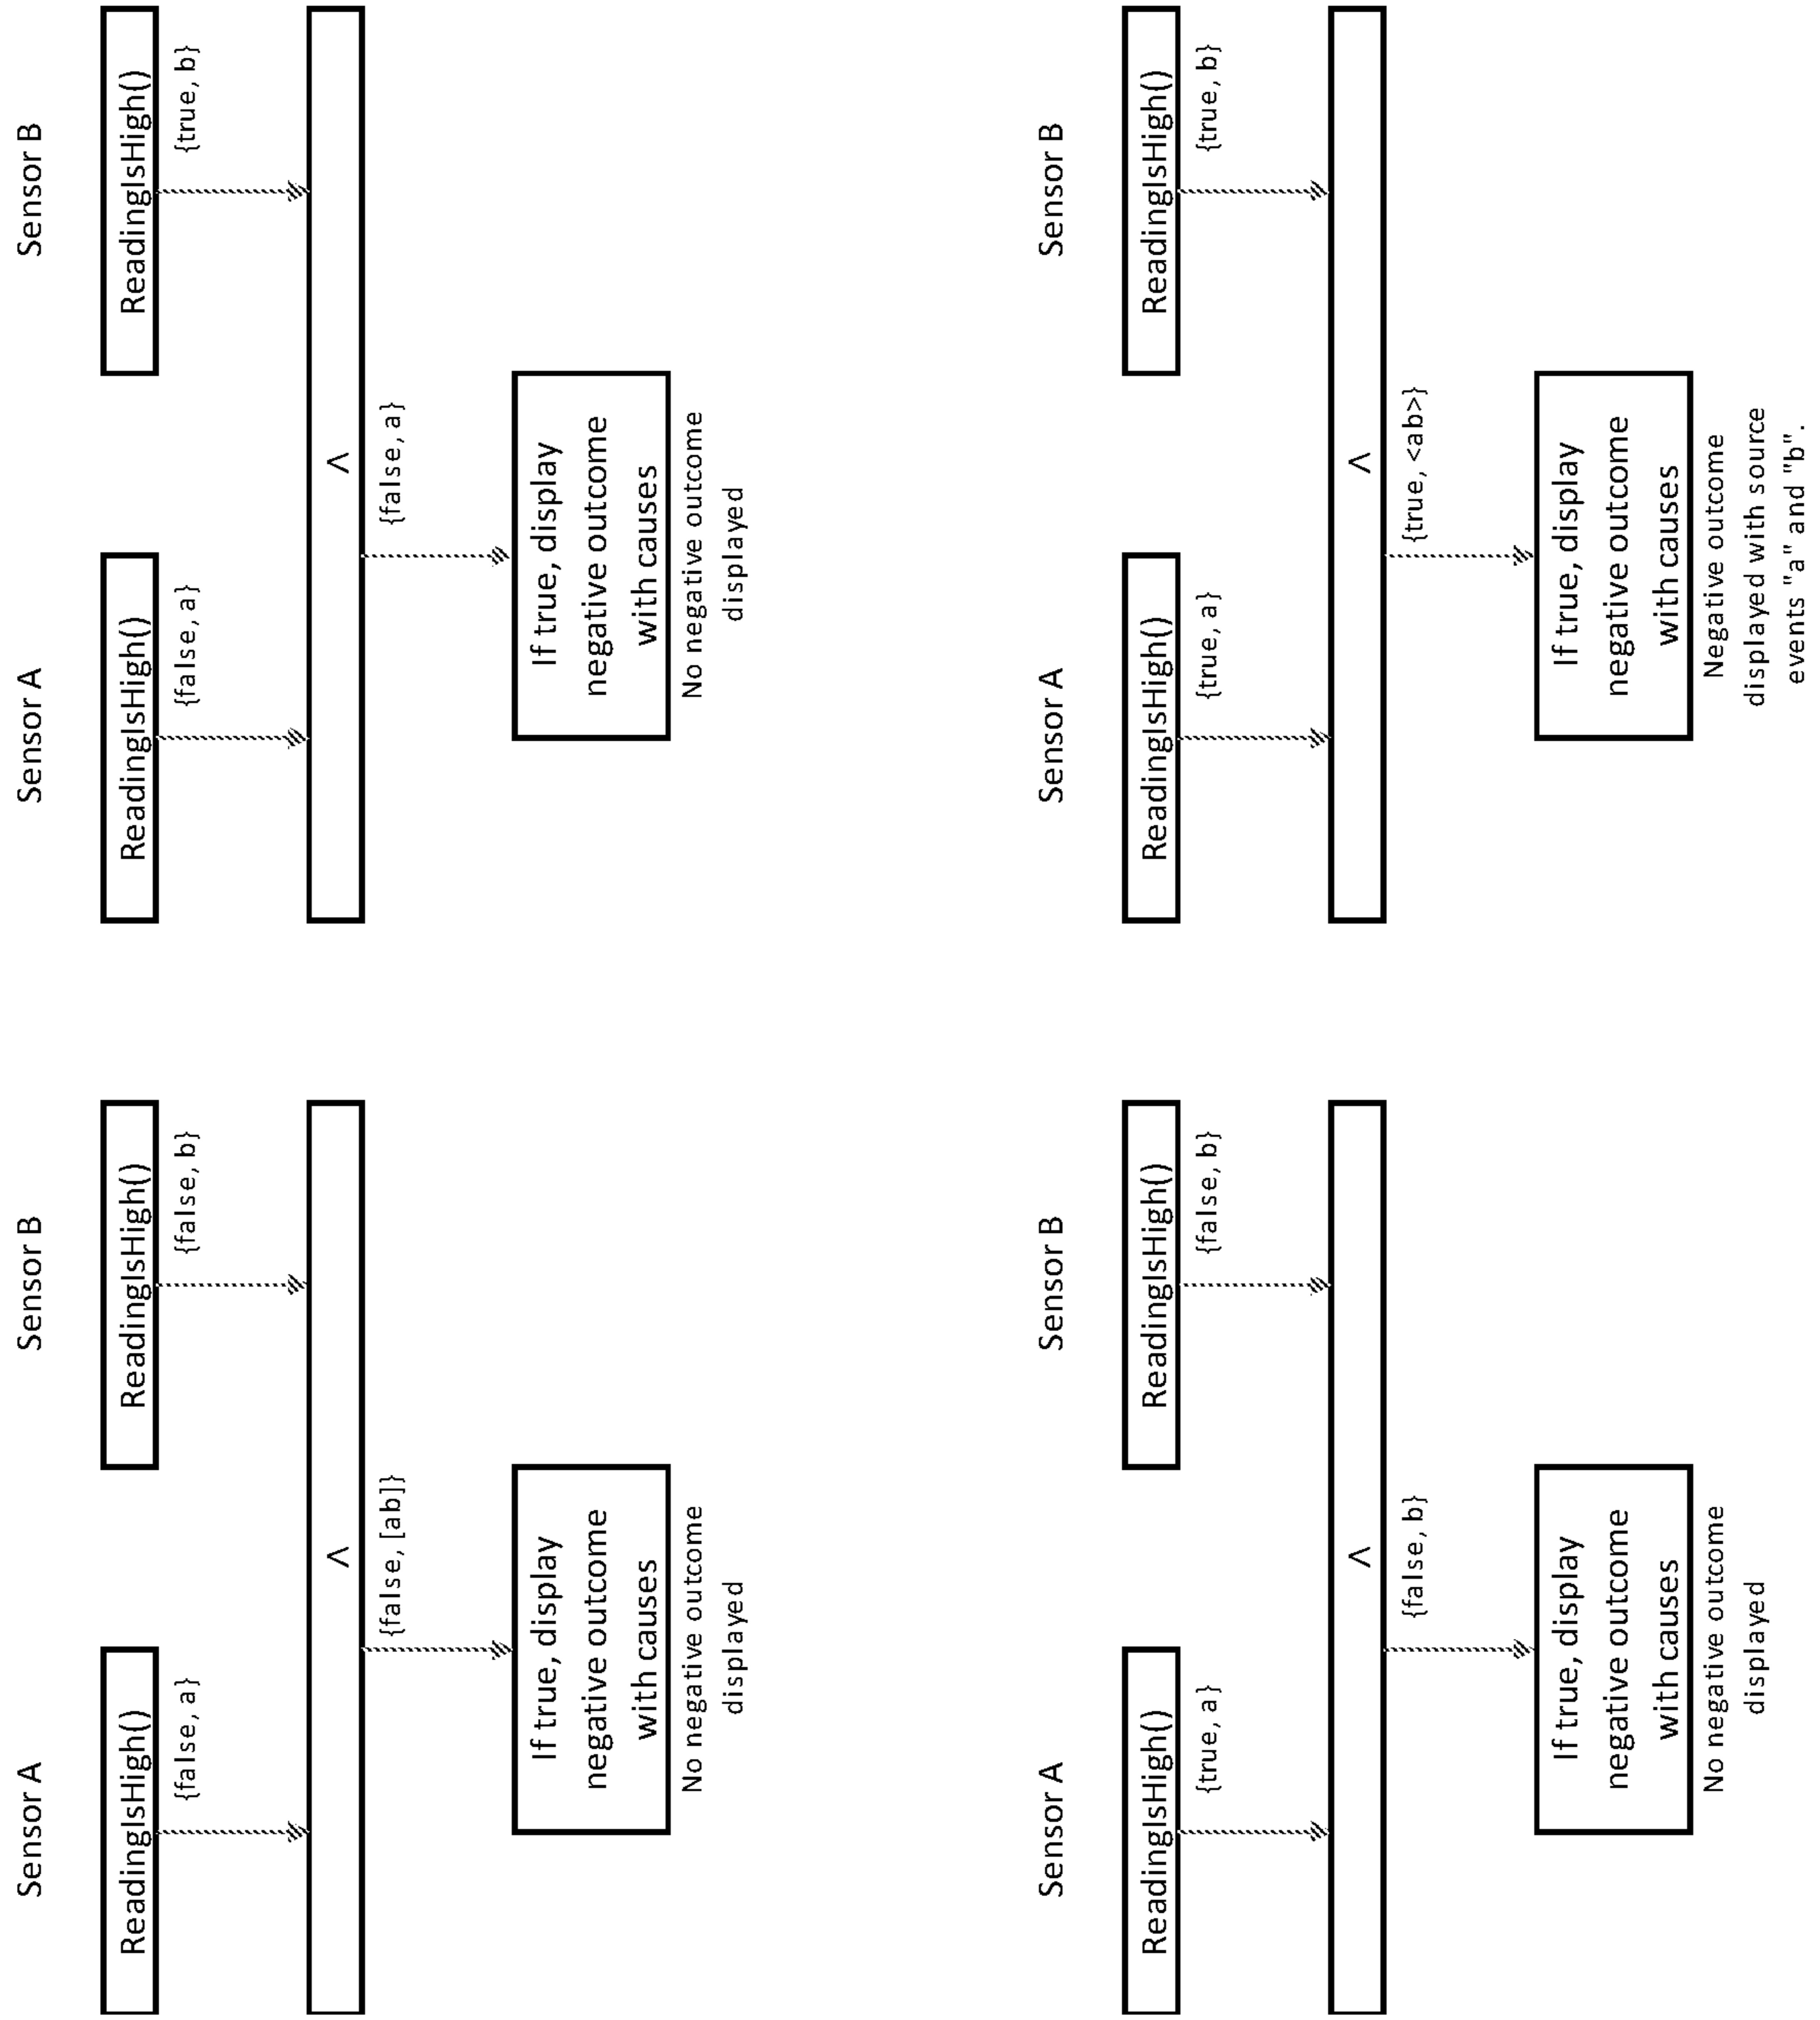 Sensor A
Sensor B
ReadingIsHigh()
ReadingIsHigh()
{false, a}
{false, b}
∧
{false, [ab]}
If true, display
negative outcome
with causes
No negative outcome
displayed
Sensor A
Sensor B
ReadingIsHigh()
ReadingIsHigh()
{false, a}
{true, b}
∧
{false, a}
If true, display
negative outcome
with causes
No negative outcome
displayed
Sensor A
Sensor B
ReadingIsHigh()
ReadingIsHigh()
{true, a}
{false, b}
∧
{false, b}
If true, display
negative outcome
with causes
No negative outcome
displayed
Sensor A
Sensor B
ReadingIsHigh()
ReadingIsHigh()
{true, a}
{true, b}
∧
{true, <ab>}
If true, display
negative outcome
with causes
Negative outcome
displayed with source
events "a" and "b".